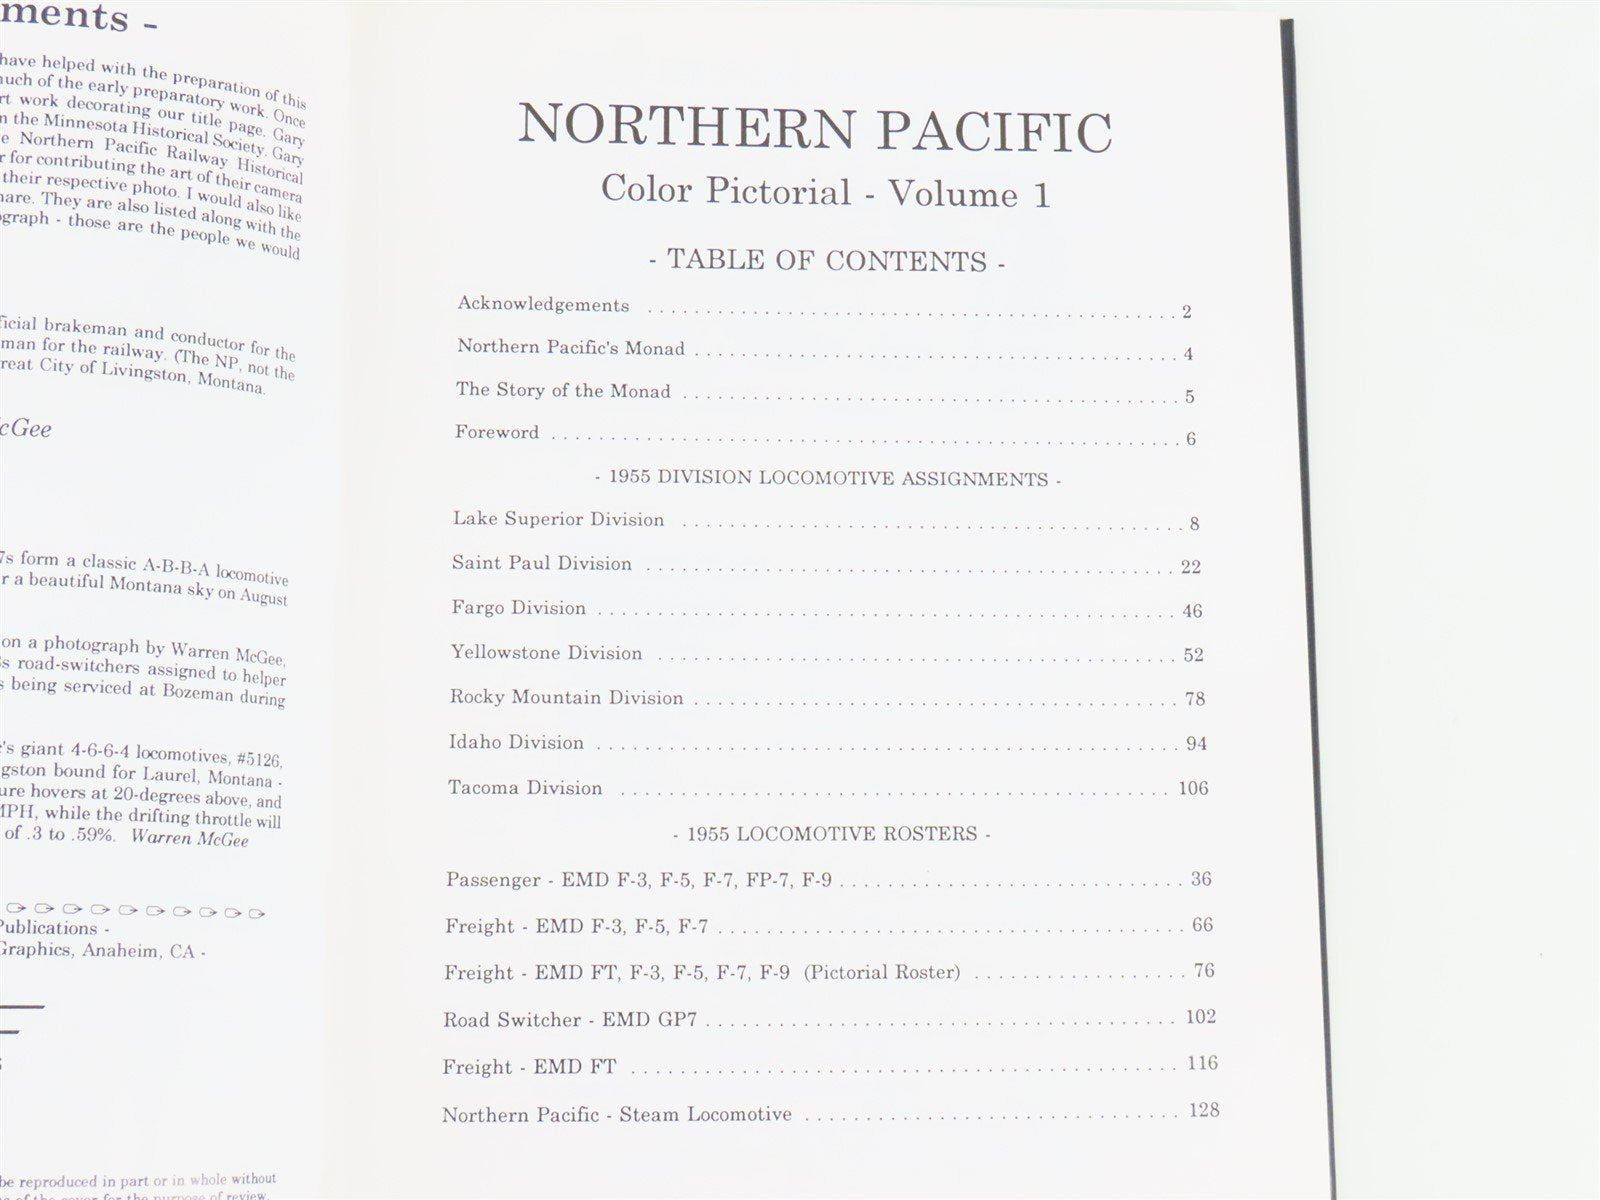 ments -
have helped with the preparation of this
much of the early preparatory work. Once
rt work decorating our title page. Gary
the Minnesota Historical Society. Gary
e Northern Pacific Railway Historical
r for contributing the art of their camera
their respective photo. I would also like
hare. They are also listed along with the
ograph - those are the people we would
ficial brakeman and conductor for the
man for the railway. (The NP, not the
reat City of Livingston, Montana.
cGee
7s form a classic A-B-B-A locomotive
r a beautiful Montana sky on August
on a photograph by Warren McGee,
s road-switchers assigned to helper
s being serviced at Bozeman during
's giant 4-6-6-4 locomotives, #5126,
gston bound for Laurel, Montana -
ure hovers at 20-degrees above, and
MPH, while the drifting throttle will
of .3 to .59%. Warren McGee
Publications -
Graphics, Anaheim, CA -
be reproduced in part or in whole without
of the cover for the purpose of review.
NORTHERN PACIFIC
Color Pictorial - Volume 1
- TABLE OF CONTENTS -
Acknowledgements . . . . . . . . . . 2
Northern Pacific's Monad . . . . . . . . . . 4
The Story of the Monad . . . . . . . . . . 5
Foreword . . . . . . . . . . 6
- 1955 DIVISION LOCOMOTIVE ASSIGNMENTS -
Lake Superior Division . . . . . . . . . . 8
Saint Paul Division . . . . . . . . . . 22
Fargo Division . . . . . . . . . . 46
Yellowstone Division . . . . . . . . . . 52
Rocky Mountain Division . . . . . . . . . . 78
Idaho Division . . . . . . . . . . 94
Tacoma Division . . . . . . . . . . 106
- 1955 LOCOMOTIVE ROSTERS -
Passenger - EMD F-3, F-5, F-7, FP-7, F-9 . . . . . . . . . . 36
Freight - EMD F-3, F-5, F-7 . . . . . . . . . . 66
Freight - EMD FT, F-3, F-5, F-7, F-9 (Pictorial Roster) . . . . . . . . . . 76
Road Switcher - EMD GP7 . . . . . . . . . . 102
Freight - EMD FT . . . . . . . . . . 116
Northern Pacific - Steam Locomotive . . . . . . . . . . 128